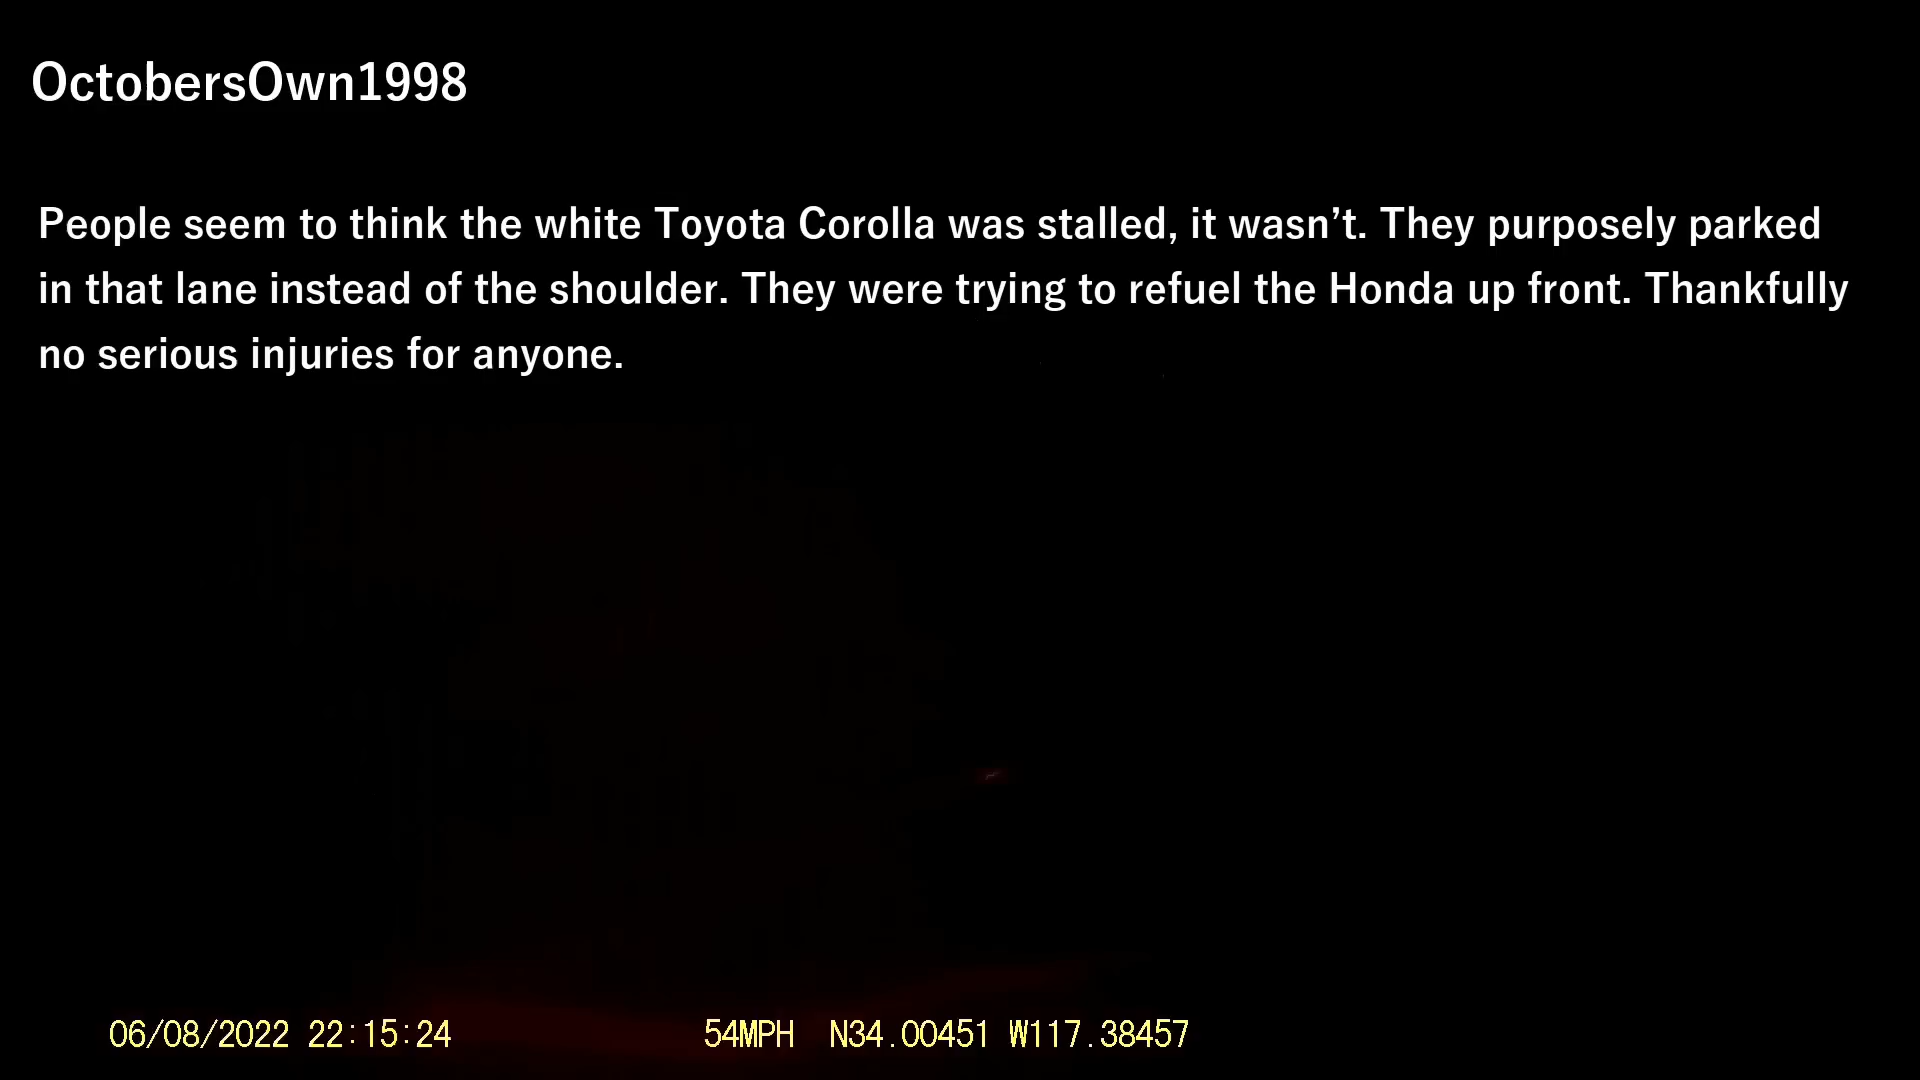 OctobersOwn1998
People seem to think the white Toyota Corolla was stalled, it wasn’t. They purposely parked
in that lane instead of the shoulder. They were trying to refuel the Honda up front. Thankfully
no serious injuries for anyone.
06/08/2022 22:15:24 54MPH N34.00451 W117.38457